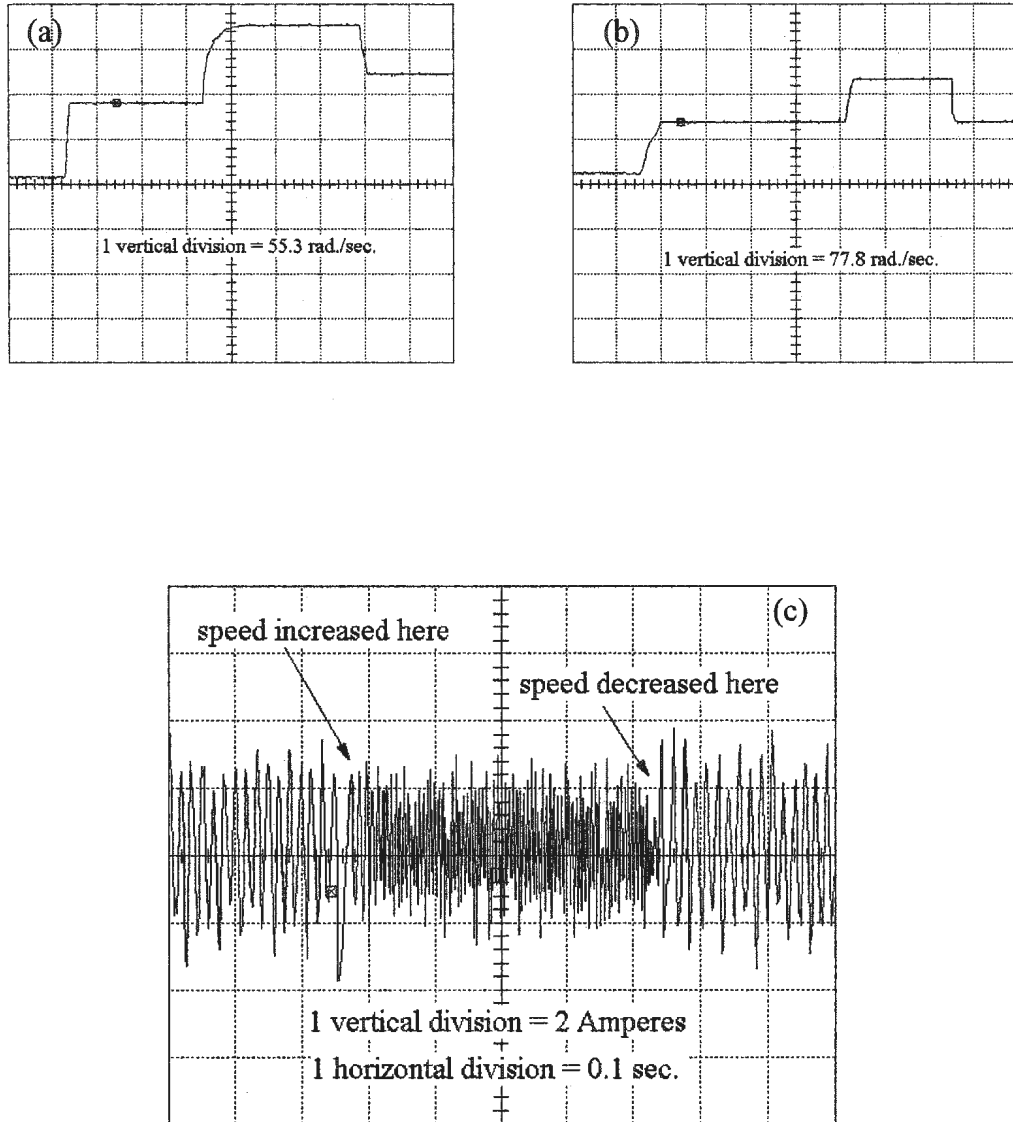 (a)
1 vertical division = 55.3 rad./sec.
(b)
1 vertical division = 77.8 rad./sec.
(c)
speed increased here
speed decreased here
1 vertical division = 2 Amperes
1 horizontal division = 0.1 sec.